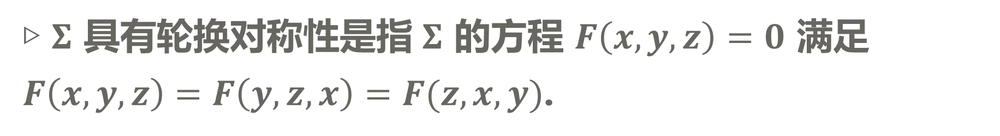 ▷ Σ 具有轮换对称性是指 Σ 的方程 F(x, y, z) = 0 满足
F(x, y, z) = F(y, z, x) = F(z, x, y).